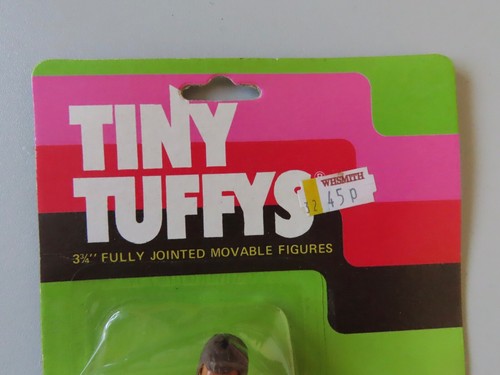 TINY
TUFFYS®
WHSMITH
45p
3¾" FULLY JOINTED MOVABLE FIGURES